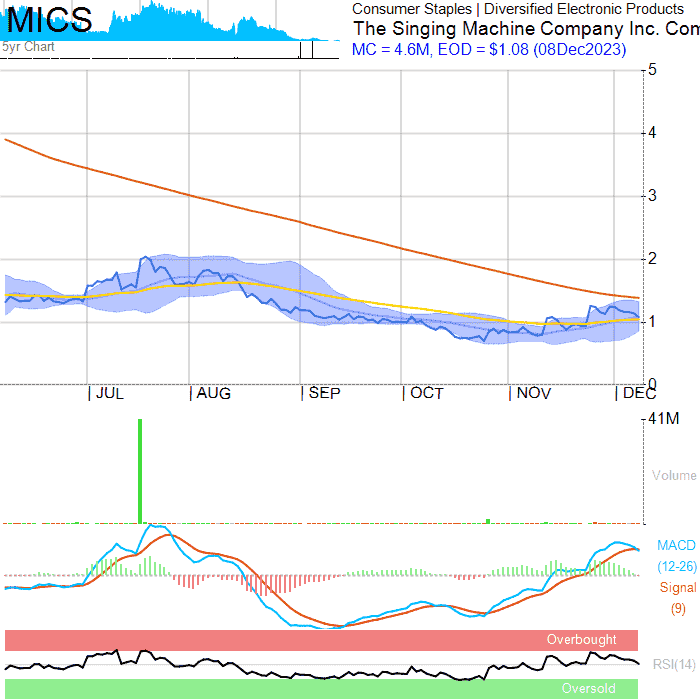 MICS
Consumer Staples | Diversified Electronic Products
The Singing Machine Company Inc. Com
MC = 4.6M, EOD = $1.08 (08Dec2023)
5yr Chart
5
4
3
2
1
0
JUL AUG SEP OCT NOV DEC
41M
Volume
MACD
(12-26)
Signal
(9)
Overbought
RSI(14)
Oversold